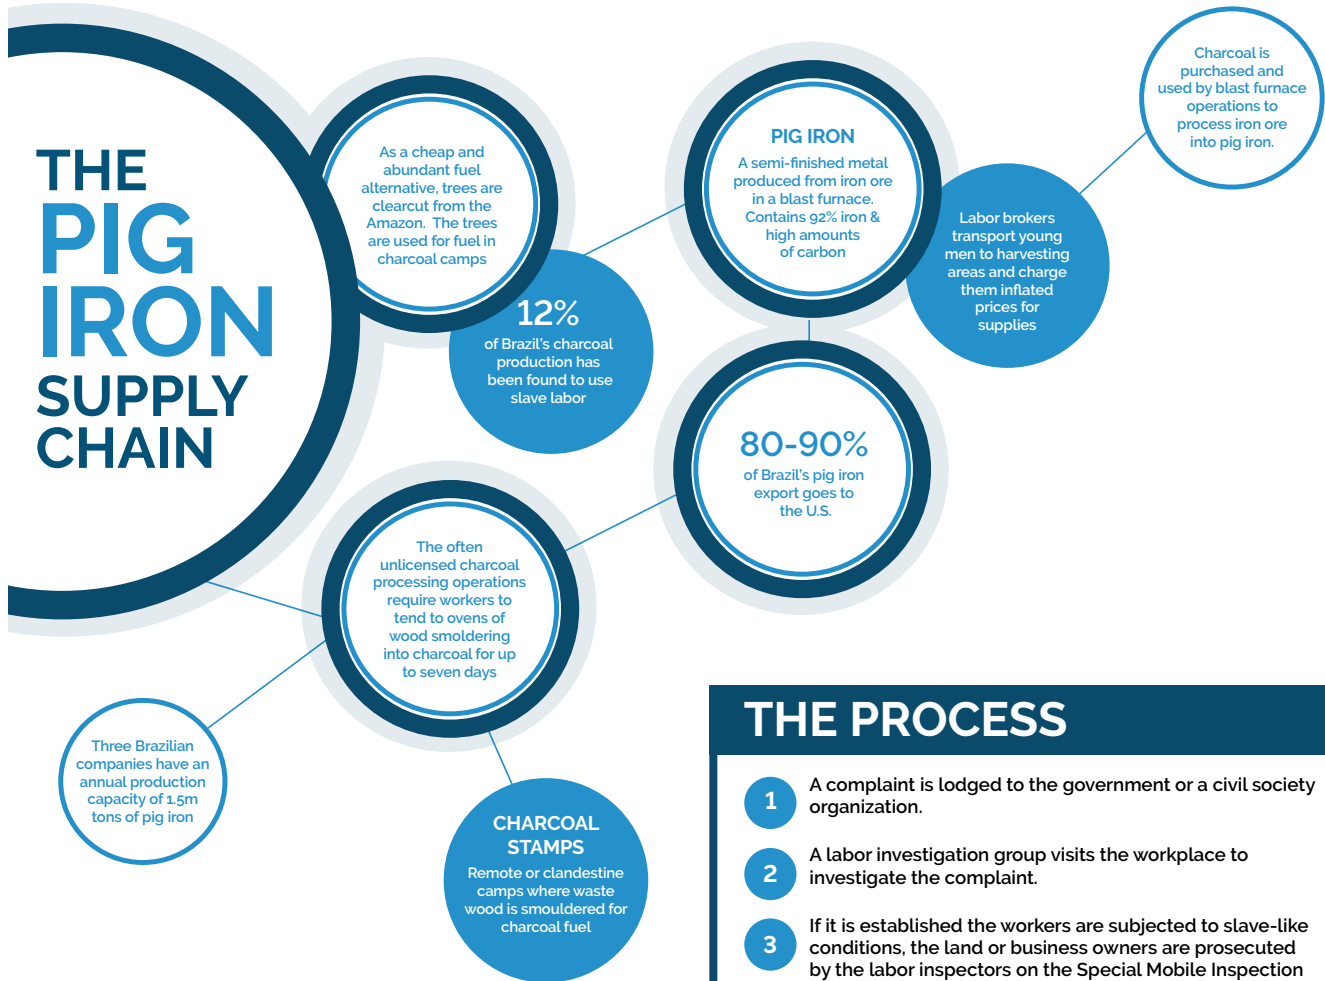 THE
PIG
IRON
SUPPLY
CHAIN
As a cheap and
abundant fuel
alternative, trees are
clearcut from the
Amazon. The trees
are used for fuel in
charcoal camps
12%
of Brazil's charcoal
production has
been found to use
slave labor
PIG IRON
A semi-finished metal
produced from iron ore
in a blast furnace.
Contains 92% iron &
high amounts
of carbon
Labor brokers
transport young
men to harvesting
areas and charge
them inflated
prices for
supplies
Charcoal is
purchased and
used by blast furnace
operations to
process iron ore
into pig iron.
80-90%
of Brazil's pig iron
export goes to
the U.S.
The often
unlicensed charcoal
processing operations
require workers to
tend to ovens of
wood smoldering
into charcoal for up
to seven days
Three Brazilian
companies have an
annual production
capacity of 1.5m
tons of pig iron
CHARCOAL
STAMPS
Remote or clandestine
camps where waste
wood is smouldered for
charcoal fuel
THE PROCESS
1 A complaint is lodged to the government or a civil society
organization.
2 A labor investigation group visits the workplace to
investigate the complaint.
3 If it is established the workers are subjected to slave-like
conditions, the land or business owners are prosecuted
by the labor inspectors on the Special Mobile Inspection